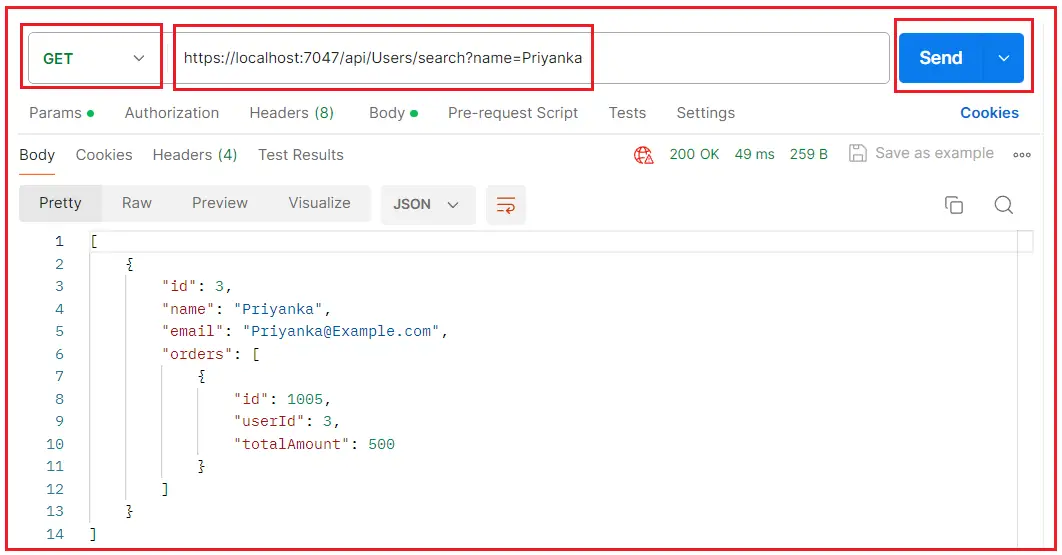 GET https://localhost:7047/api/Users/search?name=Priyanka Send
Params Authorization Headers (8) Body Pre-request Script Tests Settings Cookies
Body Cookies Headers (4) Test Results 200 OK 49 ms 259 B Save as example
Pretty Raw Preview Visualize JSON
1 [
2 {
3 "id": 3,
4 "name": "Priyanka",
5 "email": "Priyanka@Example.com",
6 "orders": [
7 {
8 "id": 1005,
9 "userId": 3,
10 "totalAmount": 500
11 }
12 ]
13 }
14 ]